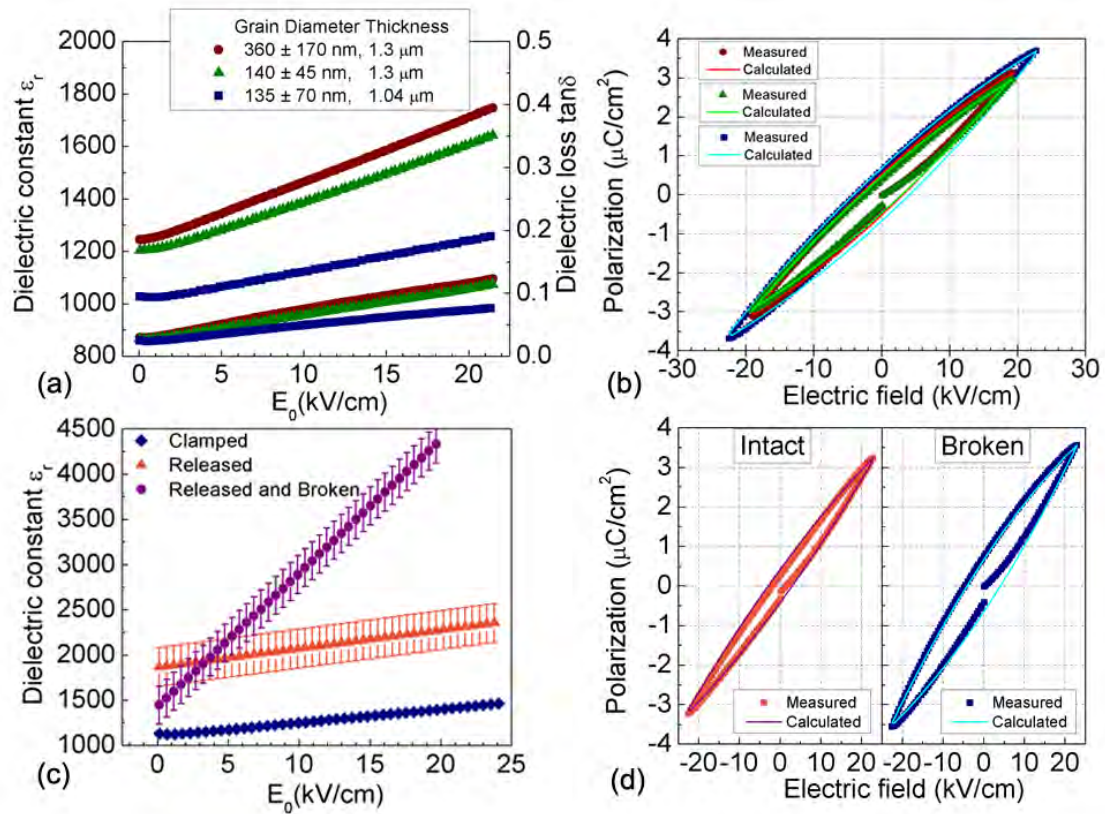 Grain Diameter Thickness
360 ± 170 nm, 1.3 μm
140 ± 45 nm, 1.3 μm
135 ± 70 nm, 1.04 μm
2000
1800
1600
1400
1200
1000
800
Dielectric constant εr
0.5
0.4
0.3
0.2
0.1
0.0
Dielectric loss tanδ
0 5 10 15 20
E0(kV/cm)
(a)
4
3
2
1
0
-1
-2
-3
-4
Polarization (μC/cm2)
Measured
Calculated
Measured
Calculated
Measured
Calculated
-30 -20 -10 0 10 20 30
Electric field (kV/cm)
(b)
4500
4000
3500
3000
2500
2000
1500
1000
Dielectric constant εr
Clamped
Released
Released and Broken
0 5 10 15 20 25
E0(kV/cm)
(c)
4
3
2
1
0
-1
-2
-3
-4
Polarization (μC/cm2)
Intact
Broken
Measured
Calculated
Measured
Calculated
-20 -10 0 10 20 -20 -10 0 10 20
Electric field (kV/cm)
Electric field (kV/cm)
(d)